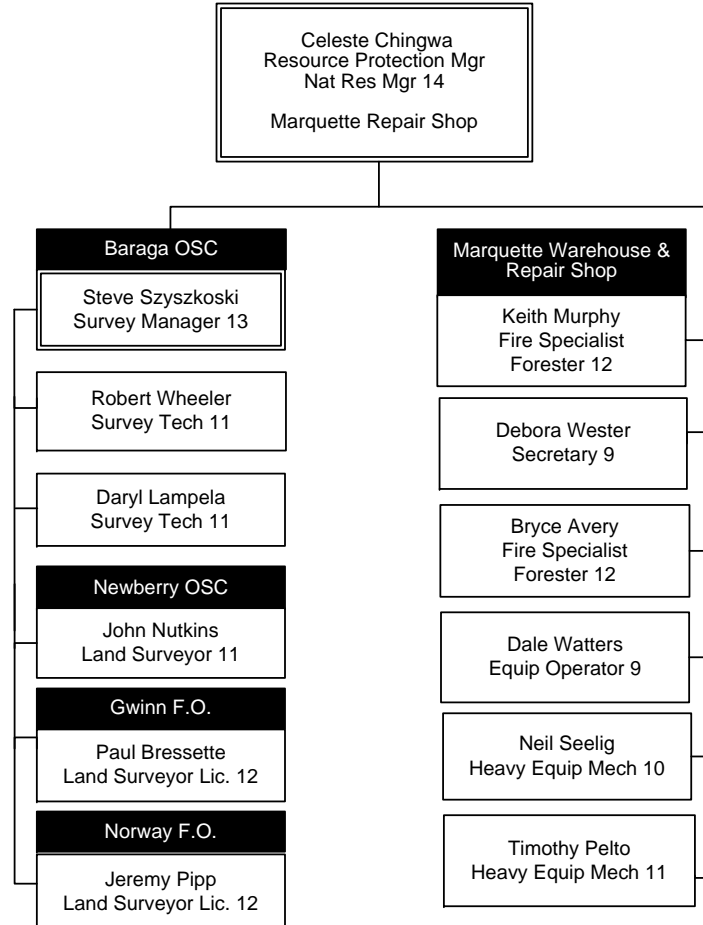 Celeste Chingwa
Resource Protection Mgr
Nat Res Mgr 14
Marquette Repair Shop
Baraga OSC
Steve Szyszkoski
Survey Manager 13
Robert Wheeler
Survey Tech 11
Daryl Lampela
Survey Tech 11
Newberry OSC
John Nutkins
Land Surveyor 11
Gwinn F.O.
Paul Bressette
Land Surveyor Lic. 12
Norway F.O.
Jeremy Pipp
Land Surveyor Lic. 12
Marquette Warehouse &
Repair Shop
Keith Murphy
Fire Specialist
Forester 12
Debora Wester
Secretary 9
Bryce Avery
Fire Specialist
Forester 12
Dale Watters
Equip Operator 9
Neil Seelig
Heavy Equip Mech 10
Timothy Pelto
Heavy Equip Mech 11